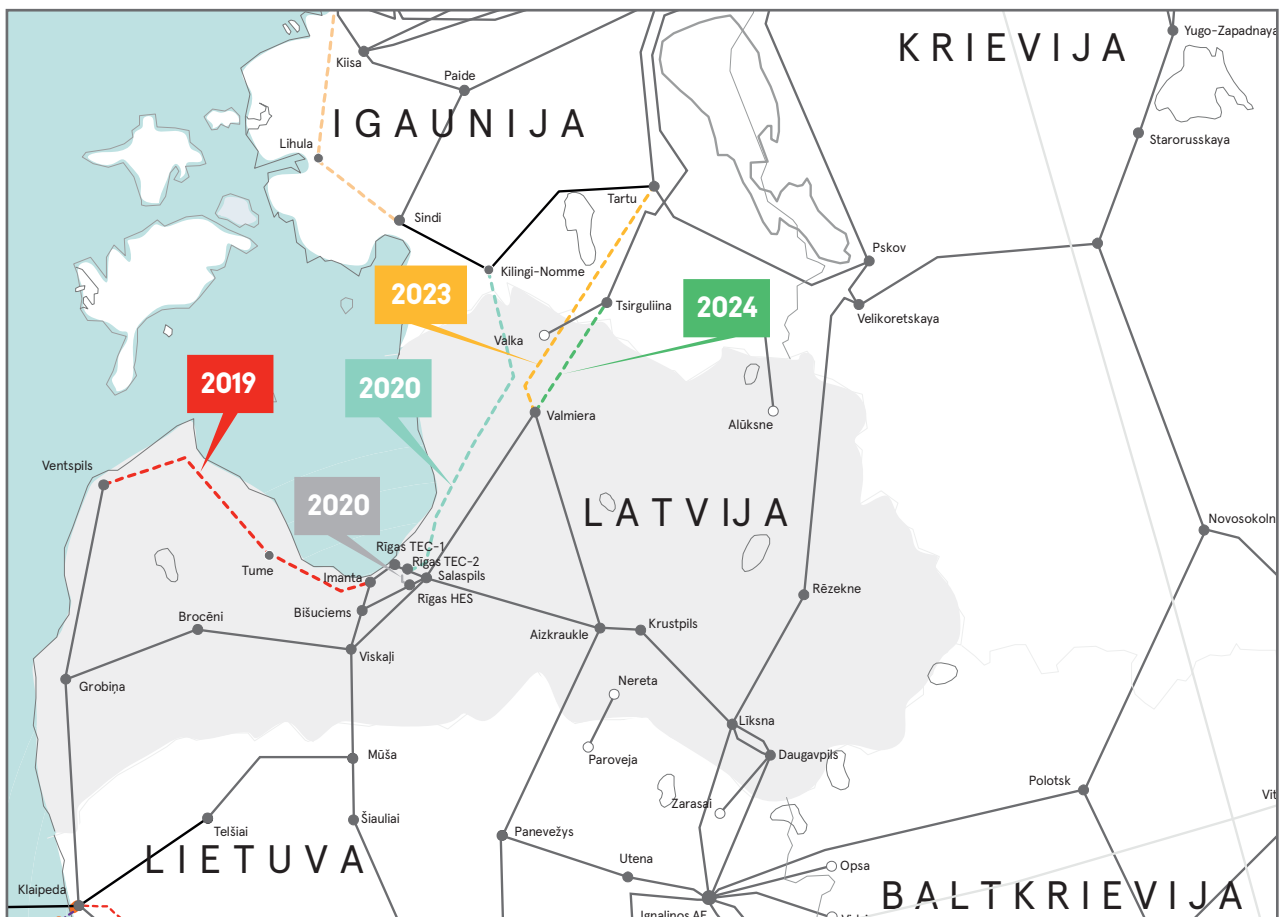 Yugo-Zapadnaya
KRIEVIJA
Kiisa
Paide
IGAUNIJA
Starorusskaya
Lihula
Tartu
Sindi
Pskov
Kilingi-Nomme
2023
Tsirguliina
2024
Velikoretskaya
Valka
2019
2020
Valmiera
Alūksne
Ventspils
2020
LATVIJA
Rīgas TEC-1
Rīgas TEC-2
Tume
Imanta
Salaspils
Rīgas HES
Rēzekne
Bišuciems
Brocēni
Aizkraukle
Krustpils
Viskaļi
Nereta
Grobiņa
Līksna
Mūša
Paroveja
Daugavpils
Polotsk
Zarasai
Šiauliai
Telšiai
Panevežys
LIETUVA
Utena
Opsa
Klaipeda
BALTKRIEVIJA